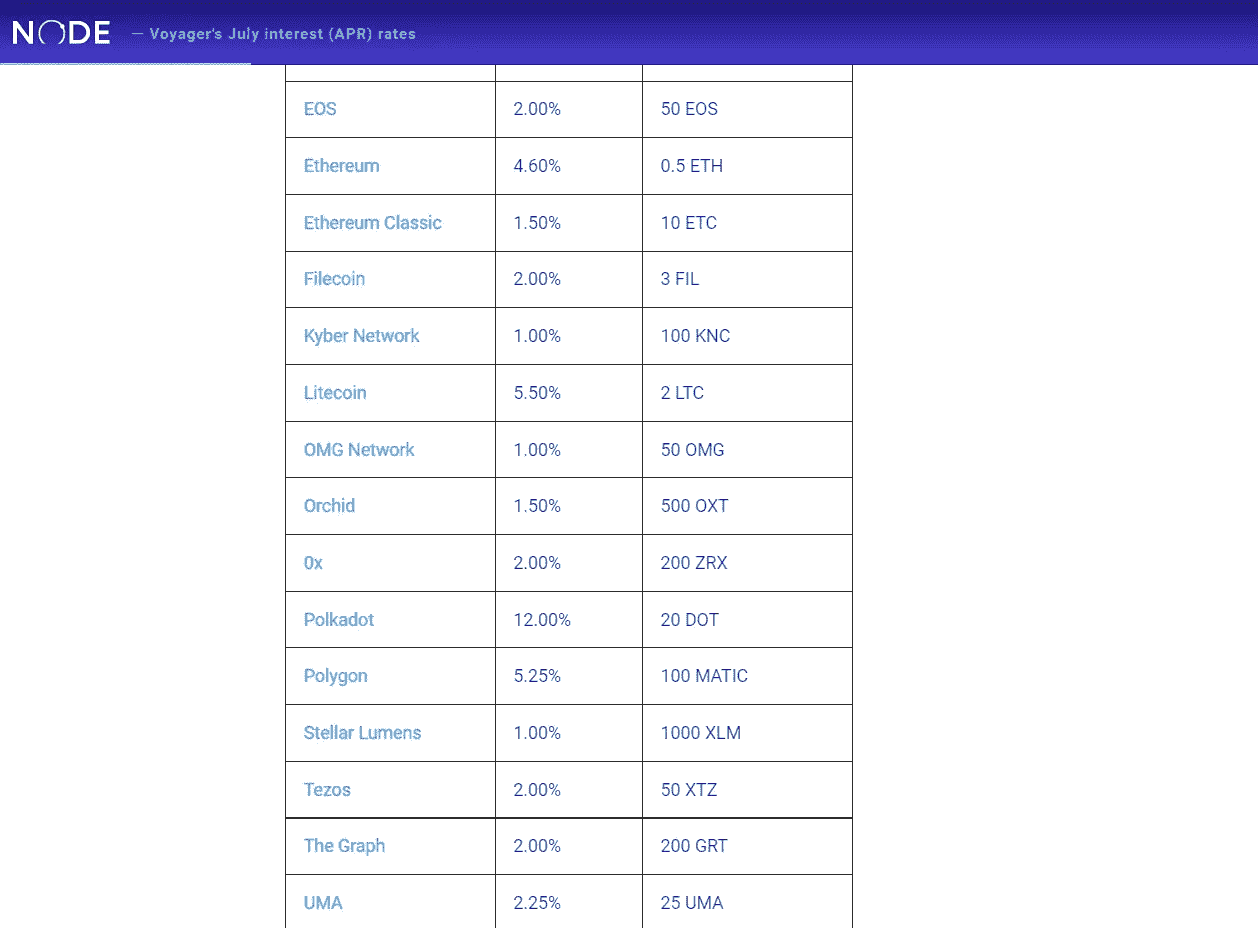 NODE — Voyager's July interest (APR) rates
EOS 2.00% 50 EOS
Ethereum 4.60% 0.5 ETH
Ethereum Classic 1.50% 10 ETC
Filecoin 2.00% 3 FIL
Kyber Network 1.00% 100 KNC
Litecoin 5.50% 2 LTC
OMG Network 1.00% 50 OMG
Orchid 1.50% 500 OXT
0x 2.00% 200 ZRX
Polkadot 12.00% 20 DOT
Polygon 5.25% 100 MATIC
Stellar Lumens 1.00% 1000 XLM
Tezos 2.00% 50 XTZ
The Graph 2.00% 200 GRT
UMA 2.25% 25 UMA